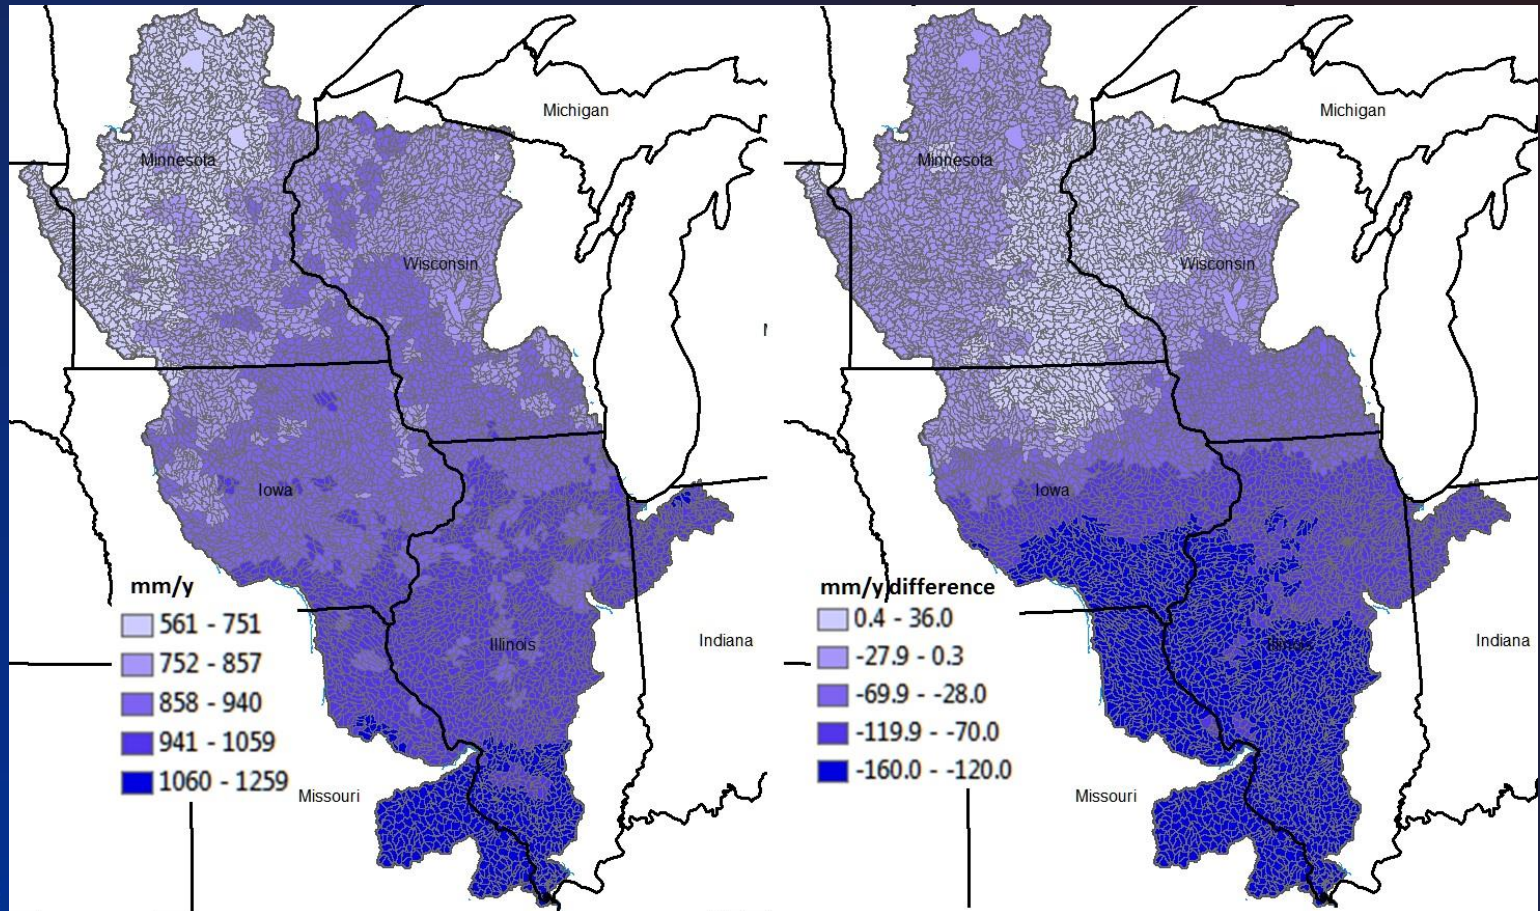 Michigan
Minnesota
Wisconsin
Iowa
mm/y
561 - 751
752 - 857
858 - 940
941 - 1059
1060 - 1259
Illinois
Indiana
Missouri
Michigan
Minnesota
Wisconsin
Iowa
mm/y difference
0.4 - 36.0
-27.9 - 0.3
-69.9 - -28.0
-119.9 - -70.0
-160.0 - -120.0
Illinois
Indiana
Missouri